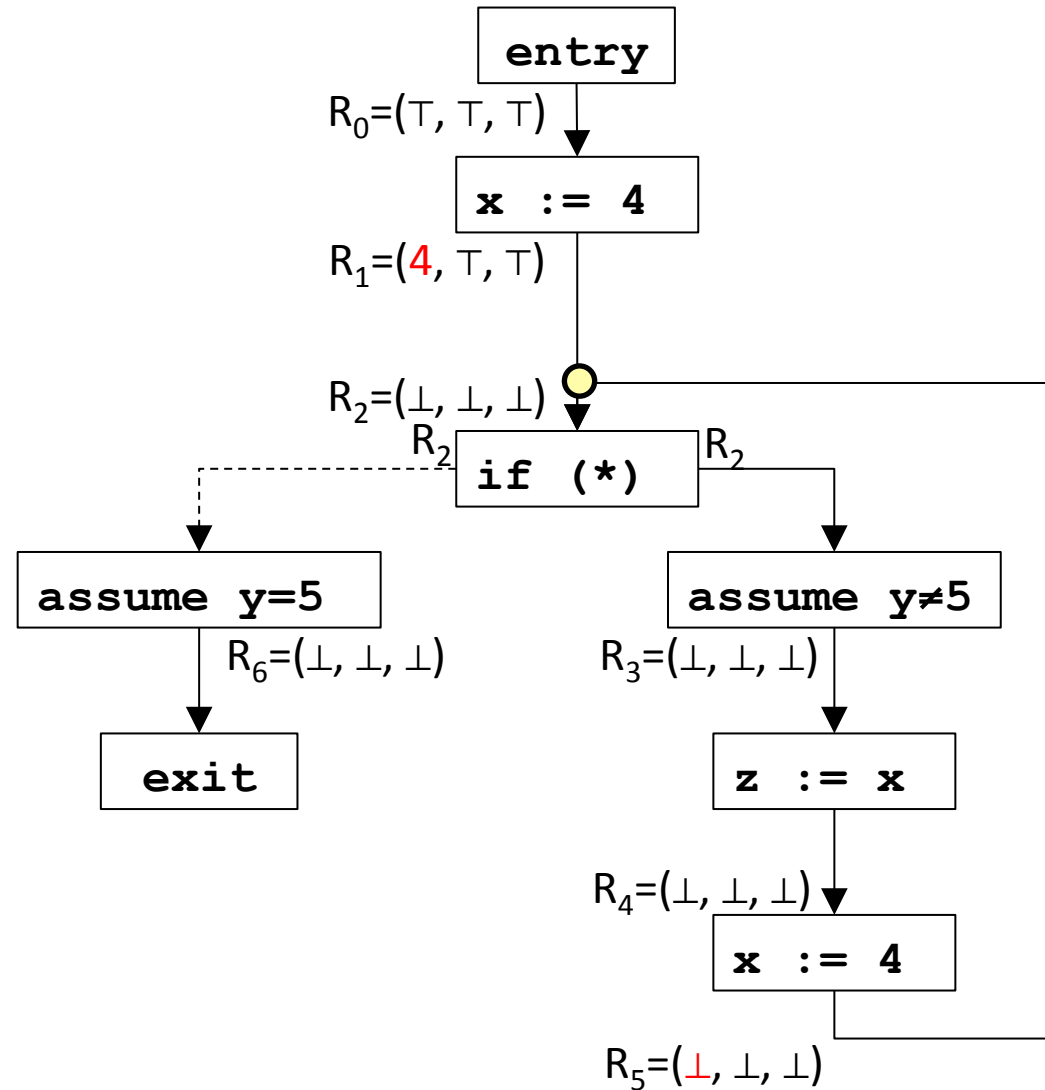 entry
R₀=(⊤, ⊤, ⊤)
x := 4
R₁=(4, ⊤, ⊤)
R₂=(⊥, ⊥, ⊥)
R₂
if (*)
R₂
assume y=5
assume y≠5
R₆=(⊥, ⊥, ⊥)
R₃=(⊥, ⊥, ⊥)
exit
z := x
R₄=(⊥, ⊥, ⊥)
x := 4
R₅=(⊥, ⊥, ⊥)